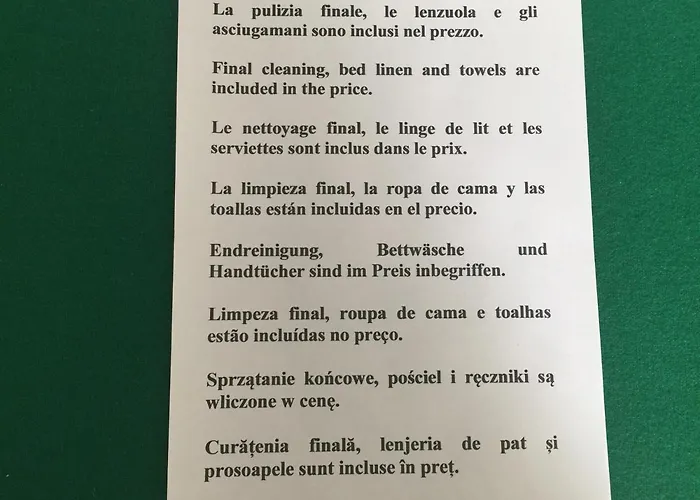 La pulizia finale, le lenzuola e gli
asciugamani sono inclusi nel prezzo.
Final cleaning, bed linen and towels are
included in the price.
Le nettoyage final, le linge de lit et les
serviettes sont inclus dans le prix.
La limpieza final, la ropa de cama y las
toallas están incluidas en el precio.
Endreinigung, Bettwäsche und
Handtücher sind im Preis inbegriffen.
Limpeza final, roupa de cama e toalhas
estão incluídas no preço.
Sprzątanie końcowe, pościel i ręczniki są
wliczone w cenę.
Curățenia finală, lenjeria de pat și
prosoapele sunt incluse în preț.